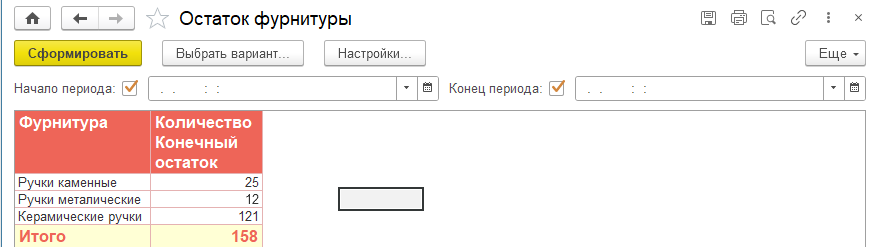 Остаток фурнитуры
Сформировать Выбрать вариант... Настройки... Еще
Начало периода: . . : : Конец периода: . . : :
Фурнитура Количество
Конечный
остаток
Ручки каменные 25
Ручки металические 12
Керамические ручки 121
Итого 158